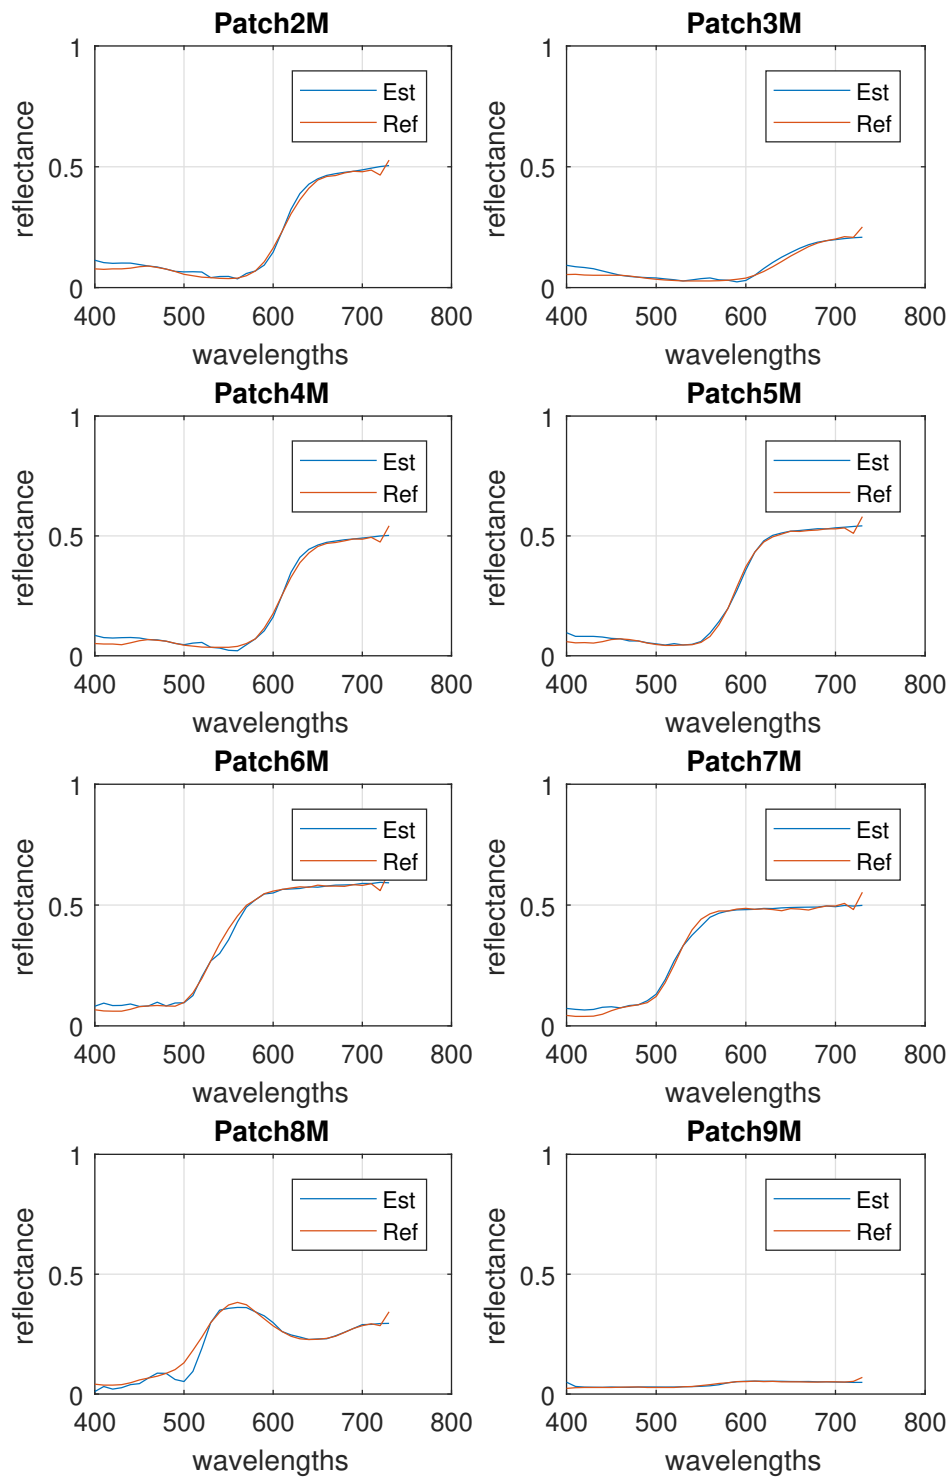 Patch2M
Patch3M
1
0.5
0
reflectance
Est
Ref
400 500 600 700 800
wavelengths
1
0.5
0
reflectance
Est
Ref
400 500 600 700 800
wavelengths
Patch4M
Patch5M
1
0.5
0
reflectance
Est
Ref
400 500 600 700 800
wavelengths
1
0.5
0
reflectance
Est
Ref
400 500 600 700 800
wavelengths
Patch6M
Patch7M
1
0.5
0
reflectance
Est
Ref
400 500 600 700 800
wavelengths
1
0.5
0
reflectance
Est
Ref
400 500 600 700 800
wavelengths
Patch8M
Patch9M
1
0.5
0
reflectance
Est
Ref
400 500 600 700 800
wavelengths
1
0.5
0
reflectance
Est
Ref
400 500 600 700 800
wavelengths